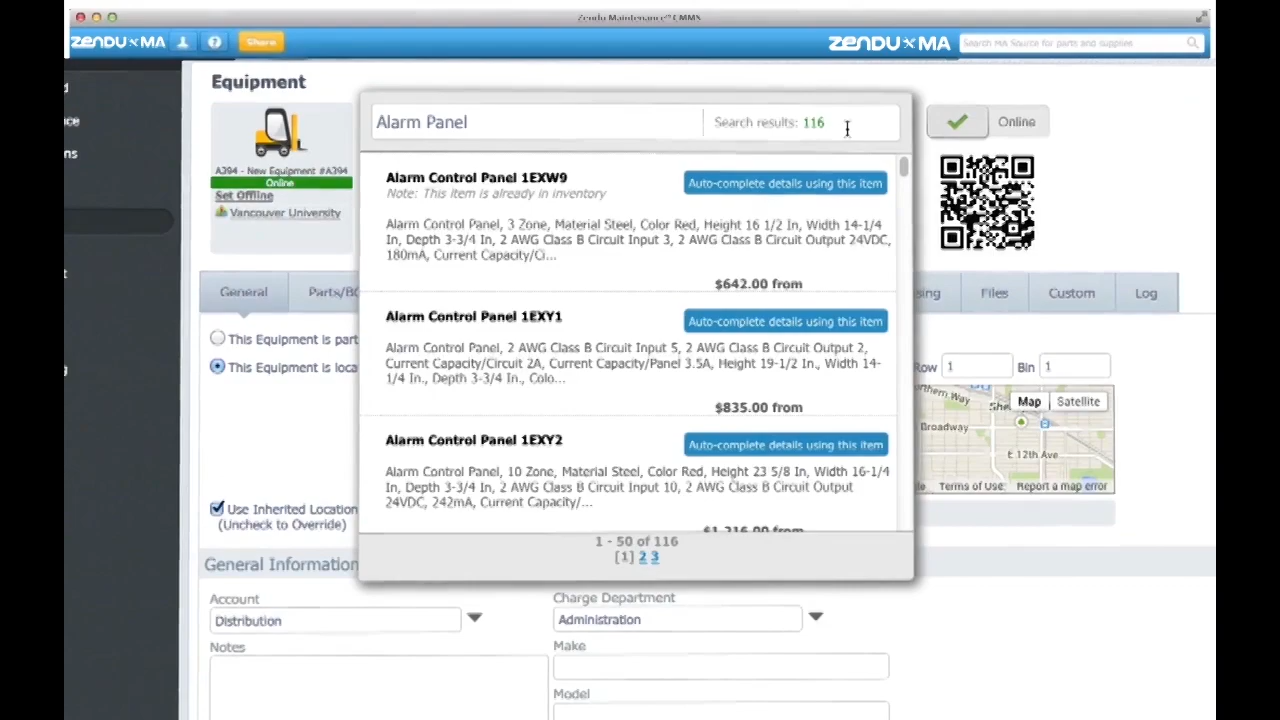 Zendu Maintenance™ CMMS
ZENDU MA
?
Share
ZENDU MA
Search MA Source for parts and supplies
Equipment
Alarm Panel
Search results: 116
Online
A394 - New Equipment #A394
Online
Set Offline
Vancouver University
Alarm Control Panel 1EXW9
Auto-complete details using this item
Note: This item is already in inventory
Alarm Control Panel, 3 Zone, Material Steel, Color Red, Height 16 1/2 In, Width 14-1/4
In, Depth 3-3/4 In, 2 AWG Class B Circuit Input 3, 2 AWG Class B Circuit Output 24VDC,
180mA, Current Capacity/Ci...
$642.00 from
General
Parts/BO
sing
Files
Custom
Log
Alarm Control Panel 1EXY1
Auto-complete details using this item
Alarm Control Panel, 2 AWG Class B Circuit Input 5, 2 AWG Class B Circuit Output 2,
Current Capacity/Circuit 2A, Current Capacity/Panel 3.5A, Height 19-1/2 In., Width 14-
1/4 In., Depth 3-3/4 In., Colo...
$835.00 from
This Equipment is part
This Equipment is loca
Row 1 Bin 1
Alarm Control Panel 1EXY2
Auto-complete details using this item
Alarm Control Panel, 10 Zone, Material Steel, Color Red, Height 23 5/8 In, Width 16-1/4
In, Depth 3-3/4 In, 2 AWG Class B Circuit Input 10, 2 AWG Class B Circuit Output
24VDC, 242mA, Current Capacity/...
$1,216.00 from
1 - 50 of 116
[1] 2 3
rthern Way
She
Map
Satellite
Broadway
E 12th Ave
Terms of Use
Report a map error
Use Inherited Location
(Uncheck to Override)
General Information
Account
Distribution
Charge Department
Administration
Notes
Make
Model